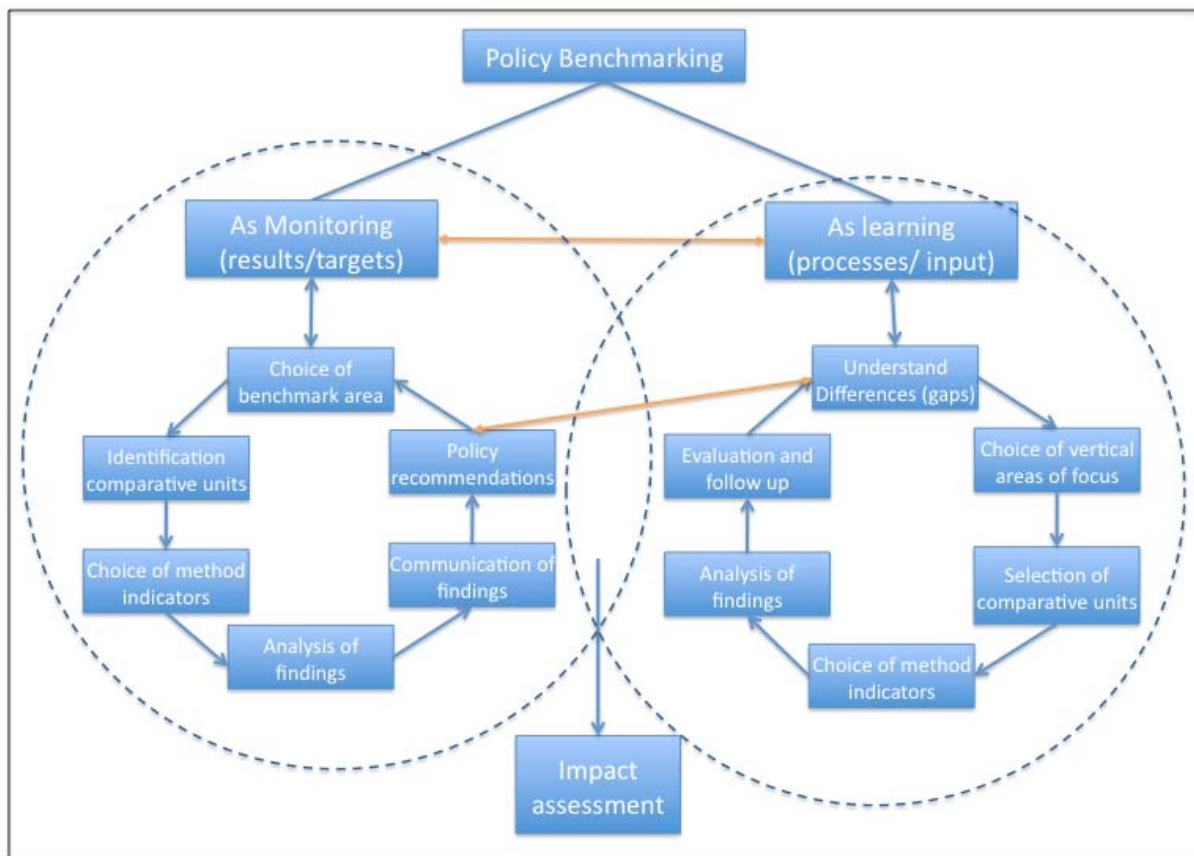 Policy Benchmarking
As Monitoring
(results/targets)
As learning
(processes/ input)
Choice of
benchmark area
Identification
comparative units
Choice of method
indicators
Analysis of
findings
Communication of
findings
Policy
recommendations
Understand
Differences (gaps)
Choice of vertical
areas of focus
Selection of
comparative units
Choice of method
indicators
Analysis of
findings
Evaluation and
follow up
Impact
assessment